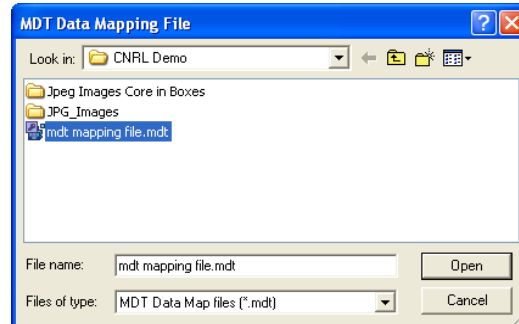 MDT Data Mapping File
Look in: CNRL Demo
Jpeg Images Core in Boxes
JPG_Images
mdt mapping file.mdt
File name: mdt mapping file.mdt Open
Files of type: MDT Data Map files (*.mdt) Cancel